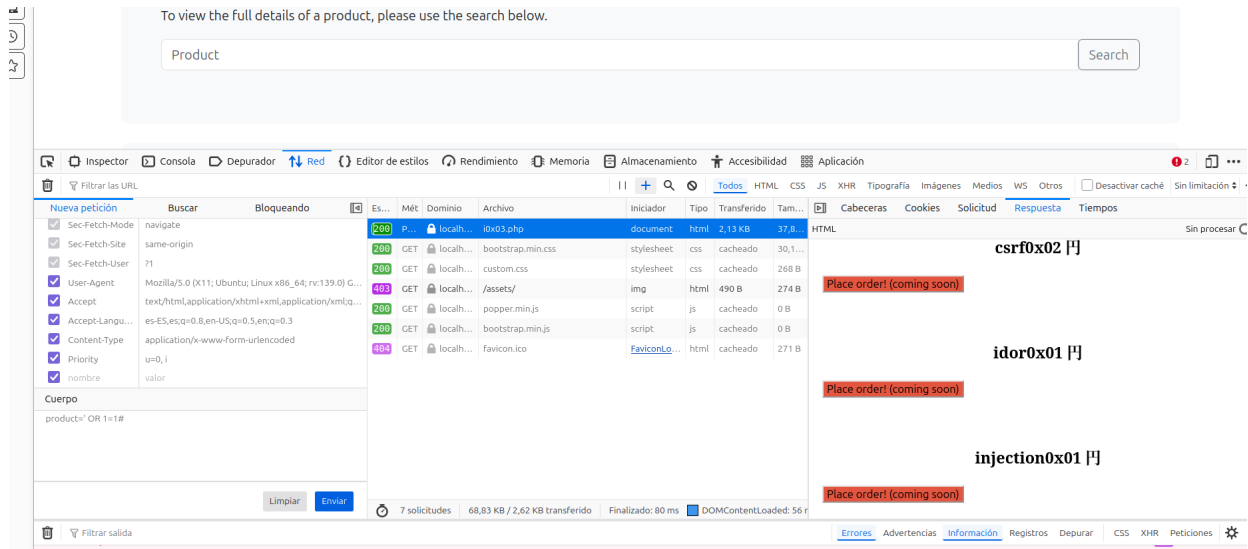 To view the full details of a product, please use the search below.
Product Search
Inspector Consola Depurador Red Editor de estilos Rendimiento Memoria Almacenamiento Accesibilidad Aplicación 2
Filtrar las URL Todos HTML CSS JS XHR Tipografía Imágenes Medios WS Otros Desactivar caché Sin limitación
Nueva petición Buscar Bloqueando Es... Mét Dominio Archivo Iniciador Tipo Transferido Tam... Cabeceras Cookies Solicitud Respuesta Tiempos
Sec-Fetch-Mode navigate
Sec-Fetch-Site same-origin
Sec-Fetch-User ?1
User-Agent Mozilla/5.0 (X11; Ubuntu; Linux x86_64; rv:139.0) G...
Accept text/html,application/xhtml+xml,application/xml;q...
Accept-Langu... es-ES,es;q=0.8,en-US;q=0.5,en;q=0.3
Content-Type application/x-www-form-urlencoded
Priority u=0, i
nombre valor
Cuerpo
product=' OR 1=1#
Limpiar Enviar
200 P... localh... i0x03.php document html 2,13 KB 37,8...
200 GET localh... bootstrap.min.css stylesheet css cacheado 30,1...
200 GET localh... custom.css stylesheet css cacheado 268 B
403 GET localh... /assets/ img html 490 B 274 B
200 GET localh... popper.min.js script js cacheado 0 B
200 GET localh... bootstrap.min.js script js cacheado 0 B
404 GET localh... favicon.ico FaviconLo... html cacheado 271 B
7 solicitudes 68,83 KB / 2,62 KB transferido Finalizado: 80 ms DOMContentLoaded: 56
HTML Sin procesar
csrf0x02 円
Place order! (coming soon)
idor0x01 円
Place order! (coming soon)
injection0x01 円
Place order! (coming soon)
Filtrar salida Errores Advertencias Información Registros Depurar CSS XHR Peticiones